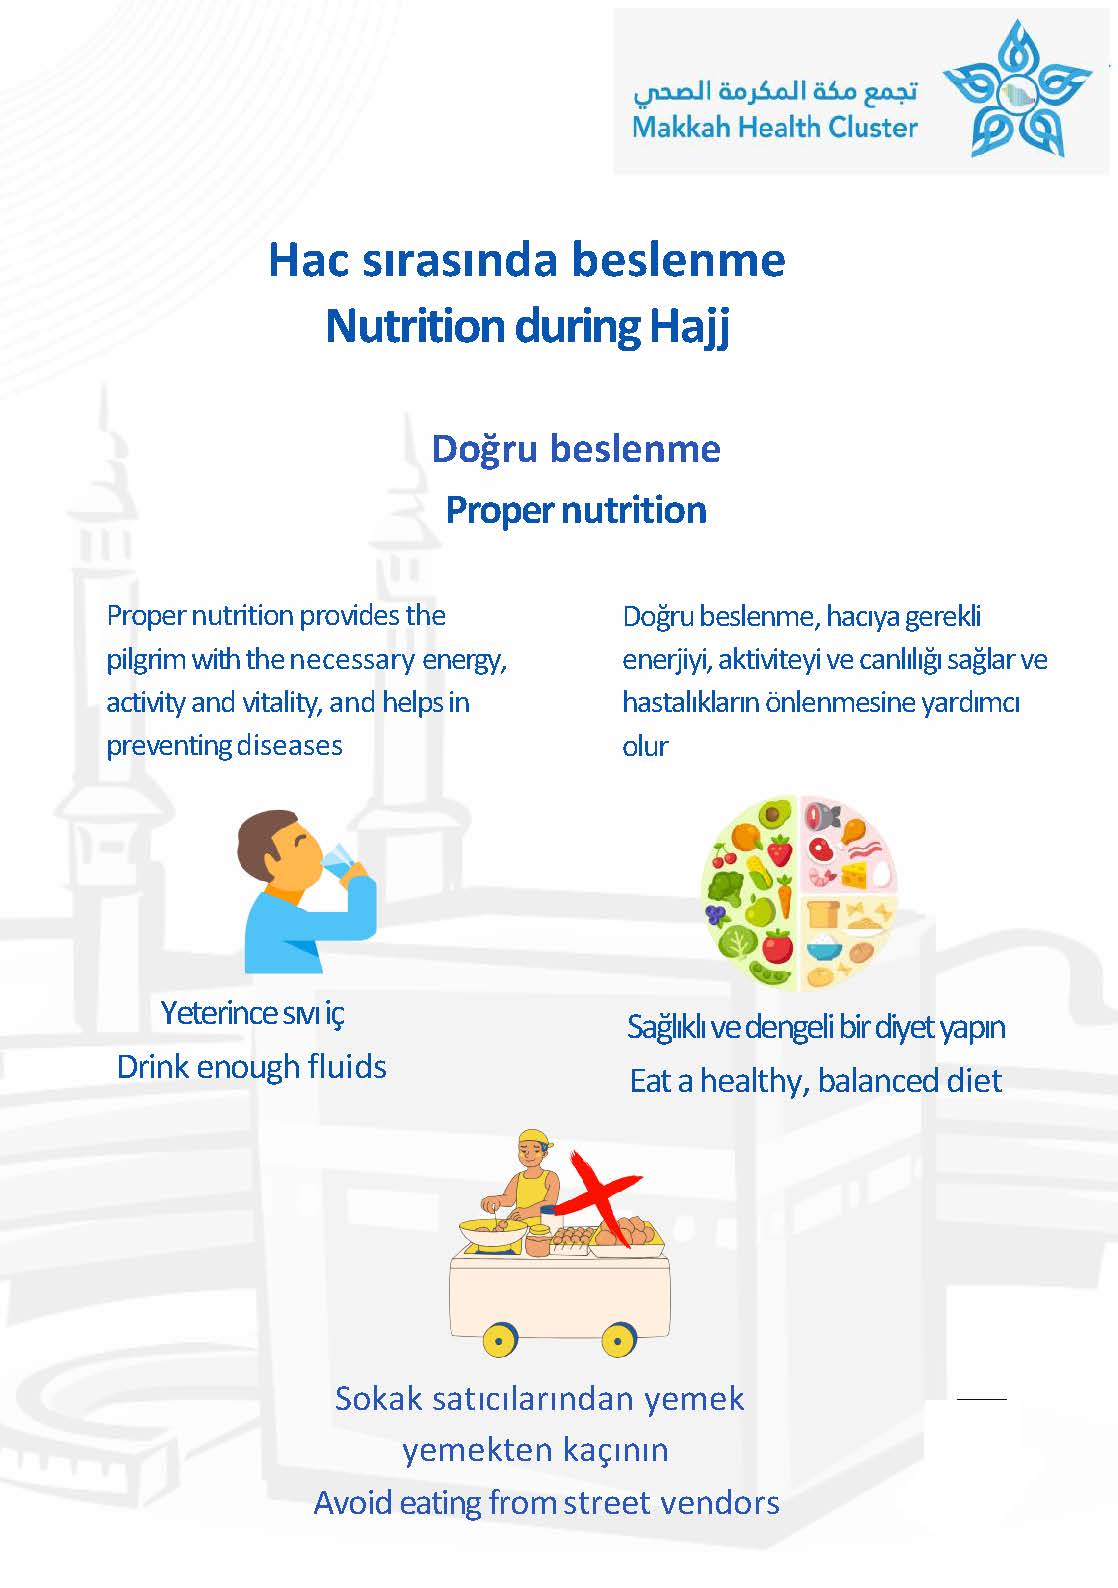 تجمع مكة المكرمة الصحي
Makkah Health Cluster
Hac sırasında beslenme
Nutrition during Hajj
Doğru beslenme
Proper nutrition
Proper nutrition provides the
pilgrim with the necessary energy,
activity and vitality, and helps in
preventing diseases
Doğru beslenme, hacıya gerekli
enerjiyi, aktiviteyi ve canlılığı sağlar ve
hastalıkların önlenmesine yardımcı
olur
Yeterince sıvı iç
Drink enough fluids
Sağlıklı ve dengeli bir diyet yapın
Eat a healthy, balanced diet
Sokak satıcılarından yemek
yemekten kaçının
Avoid eating from street vendors